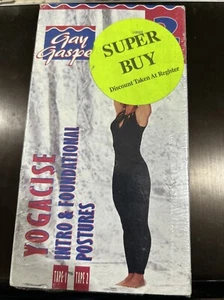 Gay
Gaspe
SUPER
BUY
Discount Taken At Register
YOGACISE
INTRO & FOUNDATIONAL
POSTURES
TAPE 1
TAPE 2